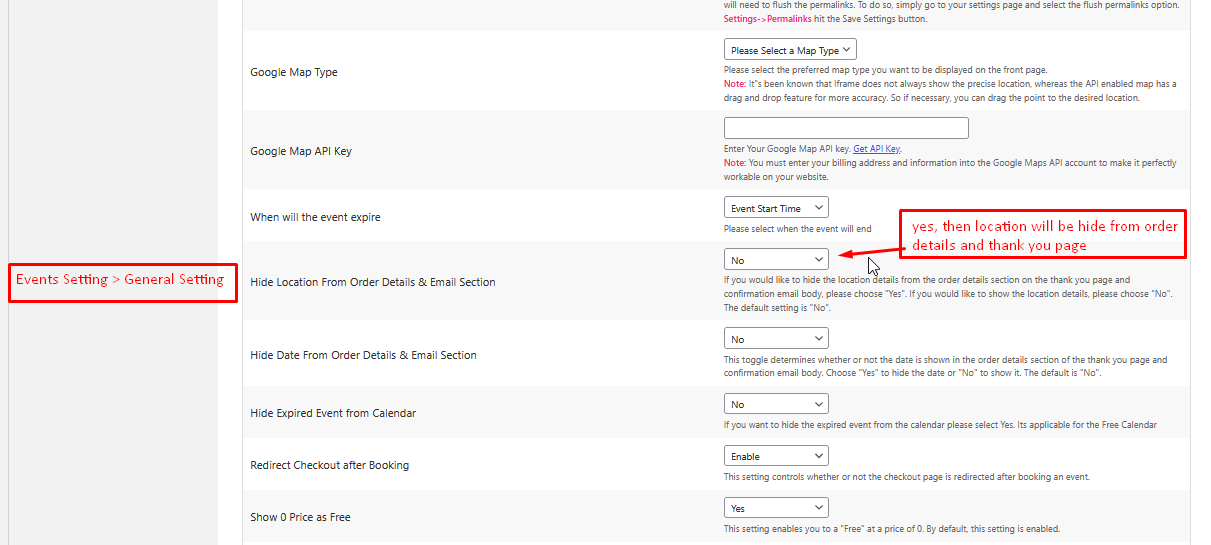 will need to flush the permalinks. To do so, simply go to your settings page and select the flush permalinks option.
Settings->Permalinks hit the Save Settings button.
Google Map Type
Please Select a Map Type
Please select the preferred map type you want to be displayed on the front page.
Note: It"s been known that Iframe does not always show the precise location, whereas the API enabled map has a
drag and drop feature for more accuracy. So if necessary, you can drag the point to the desired location.
Google Map API Key
Enter Your Google Map API key. Get API Key.
Note: You must enter your billing address and information into the Google Maps API account to make it perfectly
workable on your website.
When will the event expire
Event Start Time
Please select when the event will end
yes, then location will be hide from order
details and thank you page
Events Setting > General Setting
Hide Location From Order Details & Email Section
No
If you would like to hide the location details from the order details section on the thank you page and
confirmation email body, please choose "Yes". If you would like to show the location details, please choose "No".
The default setting is "No".
Hide Date From Order Details & Email Section
No
This toggle determines whether or not the date is shown in the order details section of the thank you page and
confirmation email body. Choose "Yes" to hide the date or "No" to show it. The default is "No".
Hide Expired Event from Calendar
No
If you want to hide the expired event from the calendar please select Yes. Its applicable for the Free Calendar
Redirect Checkout after Booking
Enable
This setting controls whether or not the checkout page is redirected after booking an event.
Show 0 Price as Free
Yes
This setting enables you to a "Free" at a price of 0. By default, this setting is enabled.